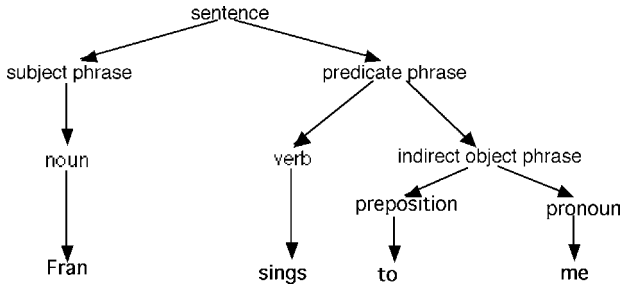 sentence
subject phrase predicate phrase
noun verb indirect object phrase
preposition pronoun
Fran sings to me